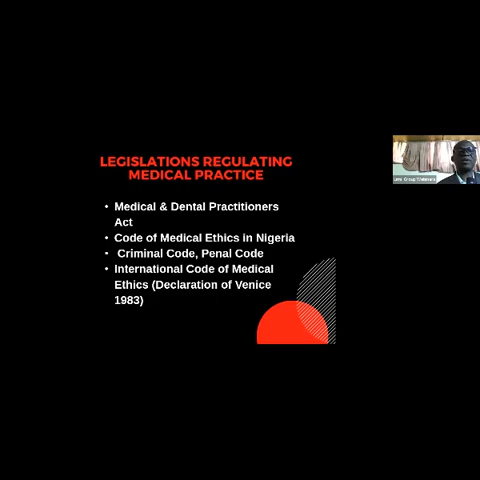 LEGISLATIONS REGULATING
MEDICAL PRACTICE
• Medical & Dental Practitioners
Act
• Code of Medical Ethics in Nigeria
• Criminal Code, Penal Code
• International Code of Medical
Ethics (Declaration of Venice
1983)